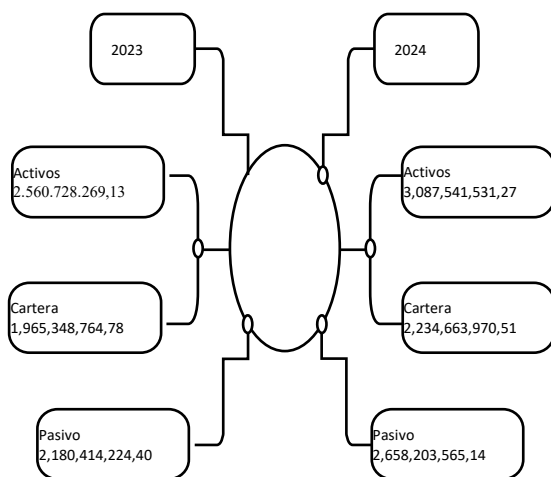 2023
2024
Activos
2.560.728.269,13
Activos
3,087,541,531,27
Cartera
1,965,348,764,78
Cartera
2,234,663,970,51
Pasivo
2,180,414,224,40
Pasivo
2,658,203,565,14